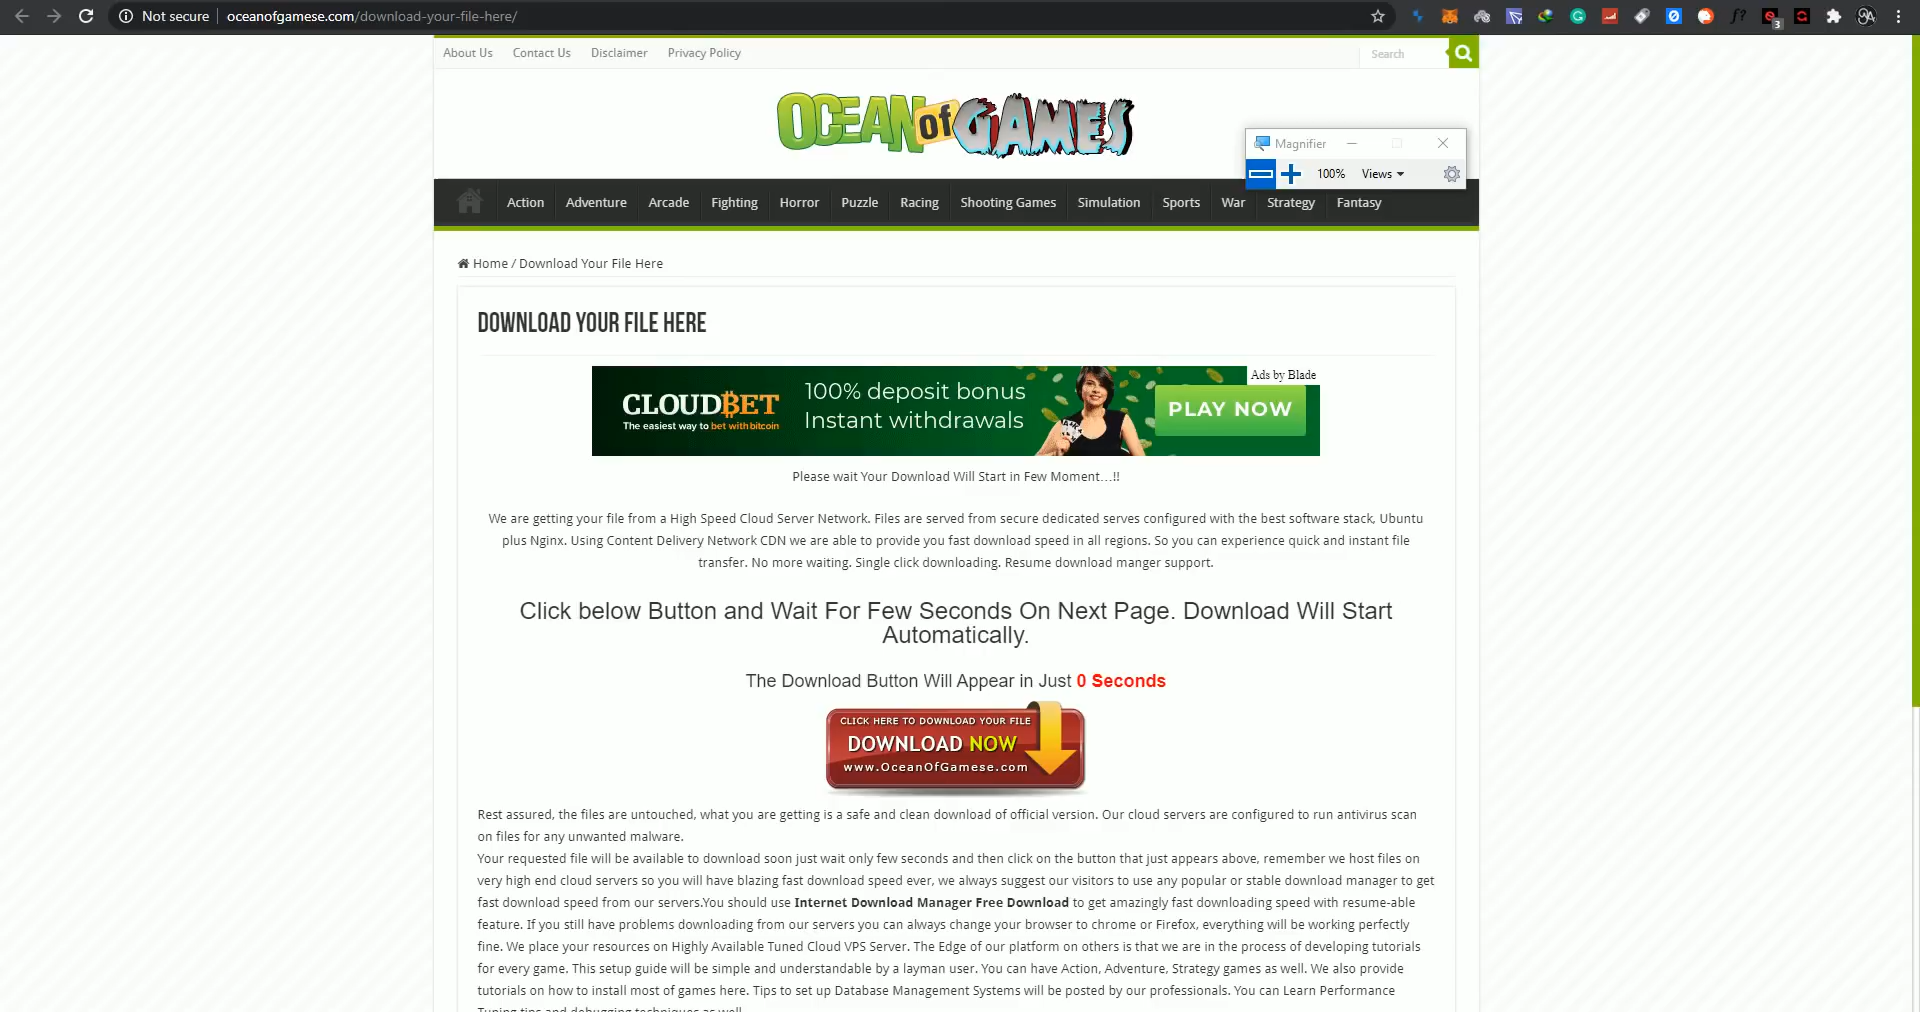 Not secure oceanofgamese.com/download-your-file-here/
3
About Us Contact Us Disclaimer Privacy Policy Search
OCEAN of GAMES
Magnifier
100% Views
Action Adventure Arcade Fighting Horror Puzzle Racing Shooting Games Simulation Sports War Strategy Fantasy
Home / Download Your File Here
DOWNLOAD YOUR FILE HERE
Ads by Blade
CLOUDBET
The easiest way to bet with bitcoin
100% deposit bonus
Instant withdrawals
PLAY NOW
Please wait Your Download Will Start in Few Moment…!!
We are getting your file from a High Speed Cloud Server Network. Files are served from secure dedicated serves configured with the best software stack, Ubuntu
plus Nginx. Using Content Delivery Network CDN we are able to provide you fast download speed in all regions. So you can experience quick and instant file
transfer. No more waiting. Single click downloading. Resume download manger support.
Click below Button and Wait For Few Seconds On Next Page. Download Will Start
Automatically.
The Download Button Will Appear in Just 0 Seconds
CLICK HERE TO DOWNLOAD YOUR FILE
DOWNLOAD NOW
www.OceanOfGamese.com
Rest assured, the files are untouched, what you are getting is a safe and clean download of official version. Our cloud servers are configured to run antivirus scan
on files for any unwanted malware.
Your requested file will be available to download soon just wait only few seconds and then click on the button that just appears above, remember we host files on
very high end cloud servers so you will have blazing fast download speed ever, we always suggest our visitors to use any popular or stable download manager to get
fast download speed from our servers.You should use Internet Download Manager Free Download to get amazingly fast downloading speed with resume-able
feature. If you still have problems downloading from our servers you can always change your browser to chrome or Firefox, everything will be working perfectly
fine. We place your resources on Highly Available Tuned Cloud VPS Server. The Edge of our platform on others is that we are in the process of developing tutorials
for every game. This setup guide will be simple and understandable by a layman user. You can have Action, Adventure, Strategy games as well. We also provide
tutorials on how to install most of games here. Tips to set up Database Management Systems will be posted by our professionals. You can Learn Performance
Tuning tips and debugging techniques as well